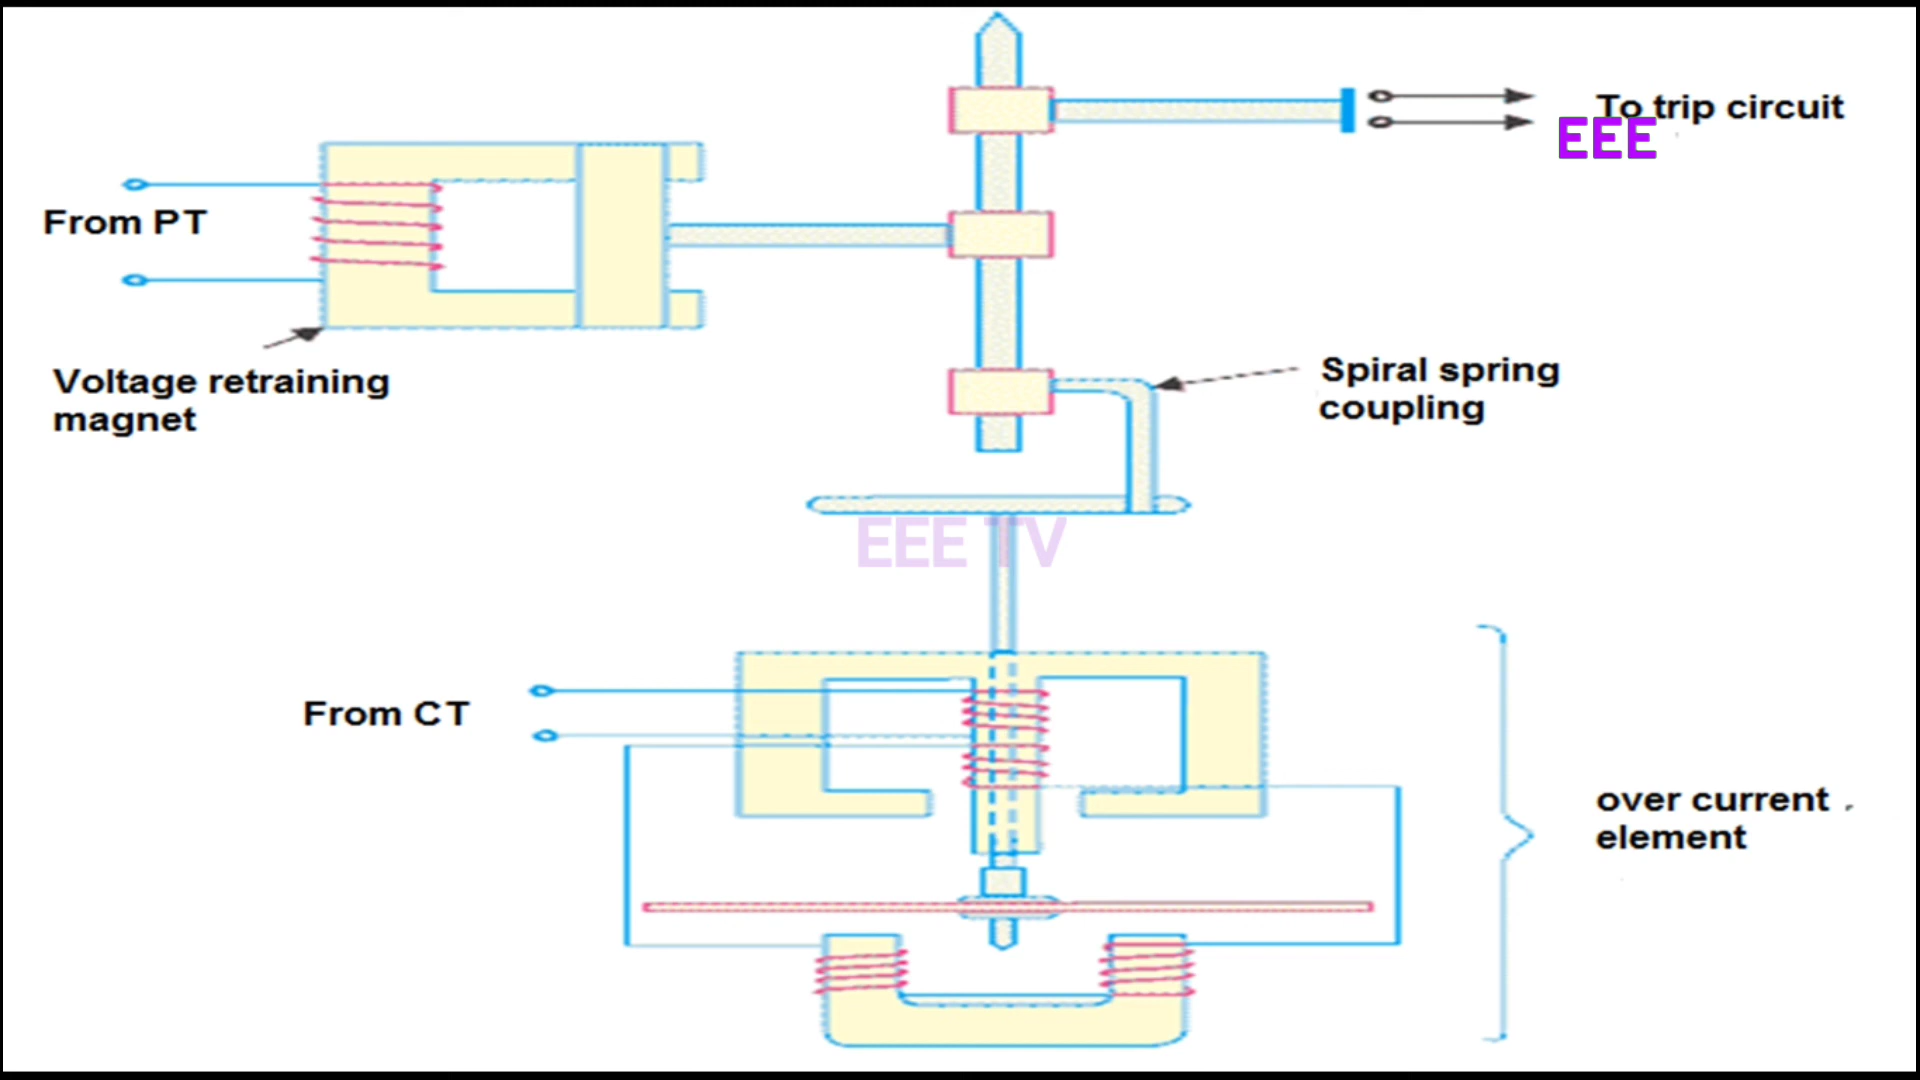 To trip circuit
EEE
From PT
Voltage retraining
magnet
Spiral spring
coupling
EEE TV
From CT
over current
element